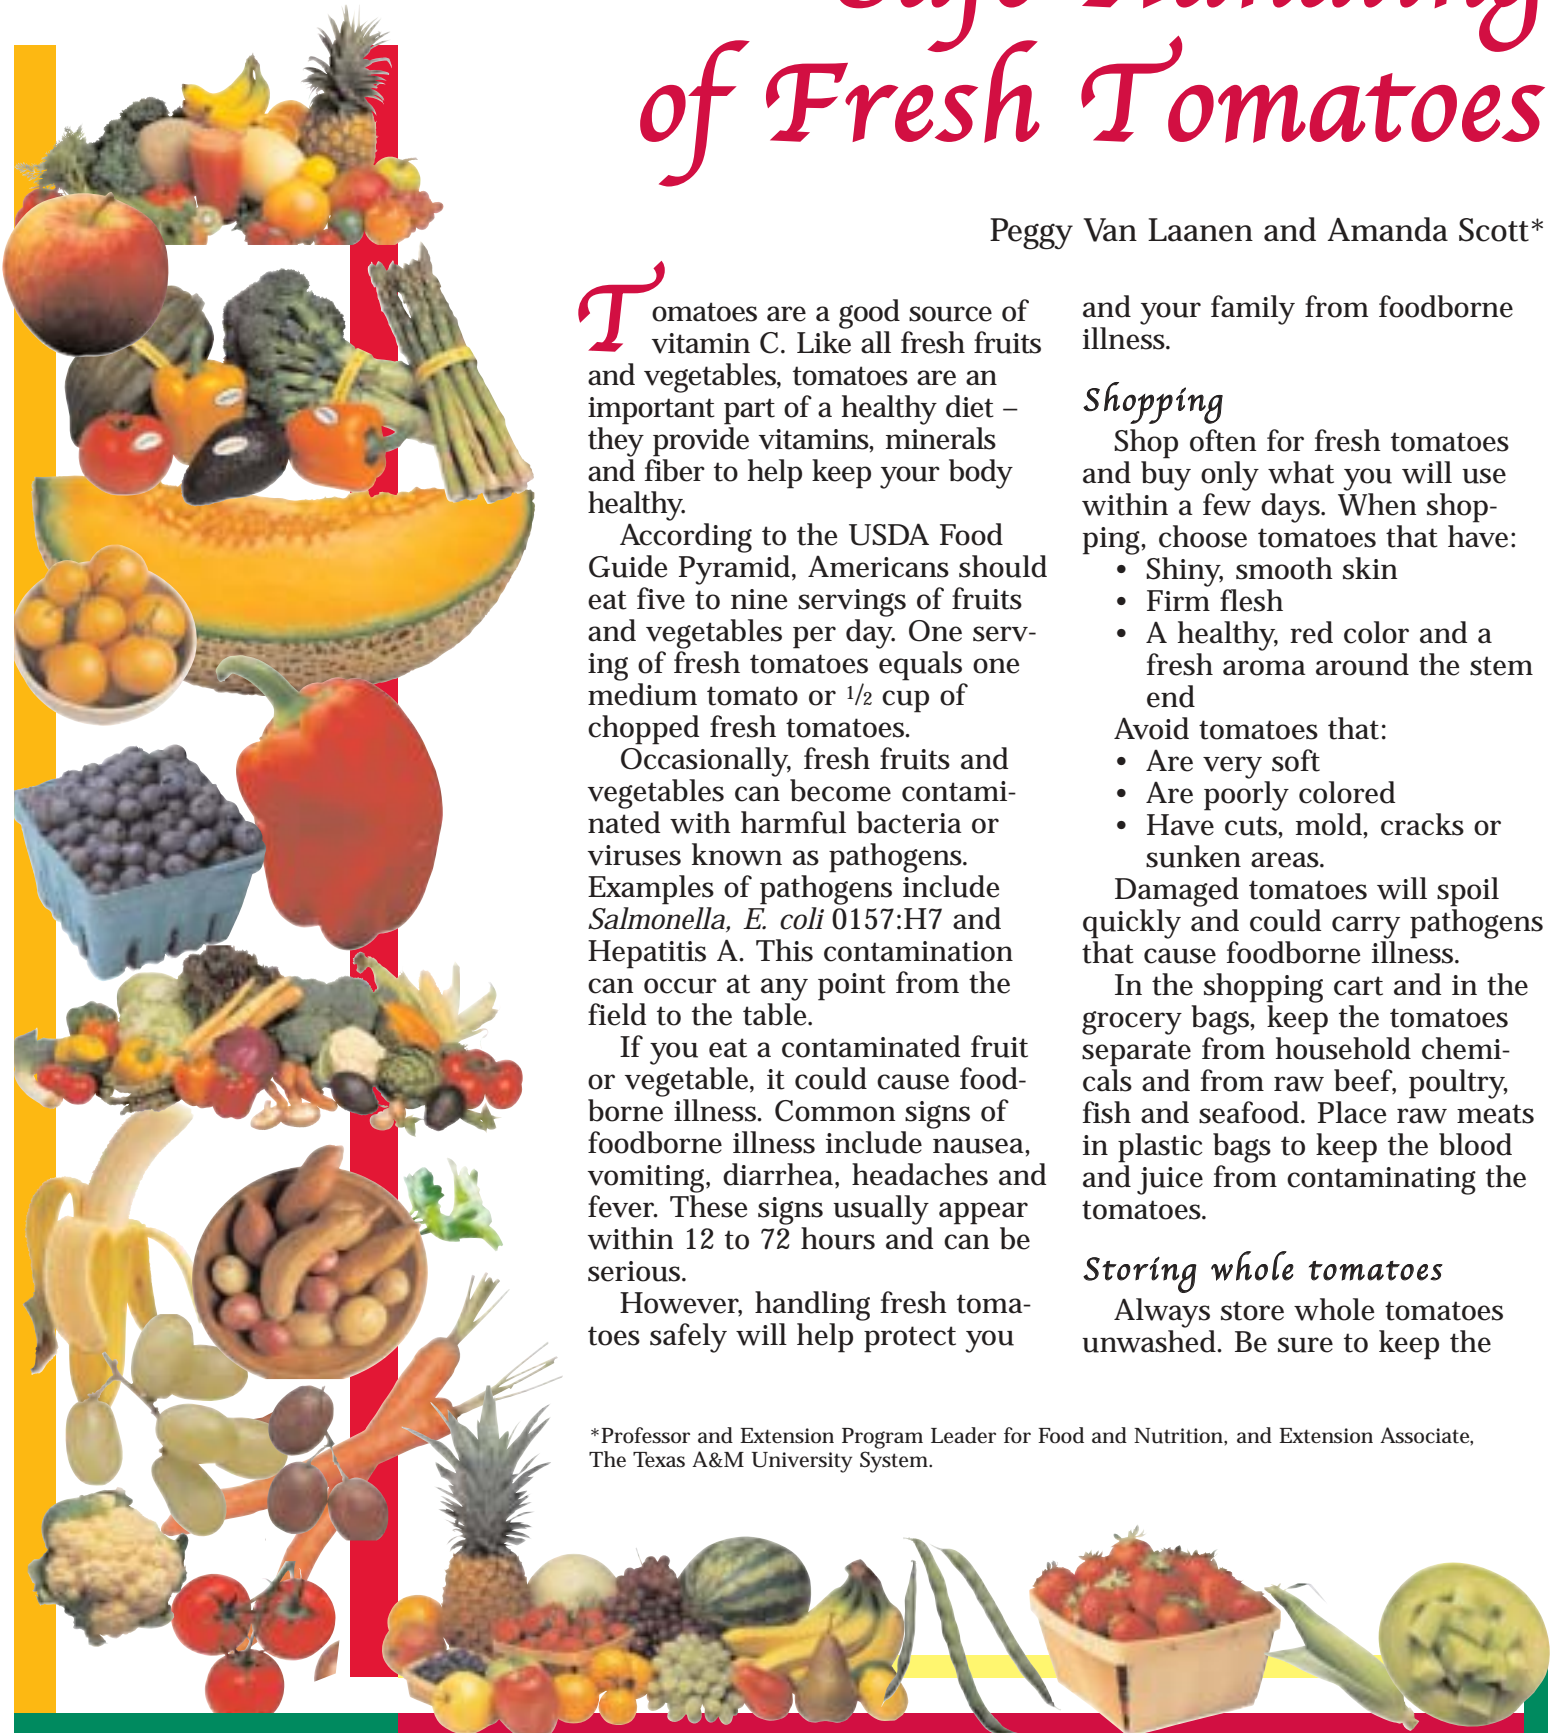 Safe Handling
of Fresh Tomatoes
Peggy Van Laanen and Amanda Scott*
Tomatoes are a good source of
vitamin C. Like all fresh fruits
and vegetables, tomatoes are an
important part of a healthy diet –
they provide vitamins, minerals
and fiber to help keep your body
healthy.
According to the USDA Food
Guide Pyramid, Americans should
eat five to nine servings of fruits
and vegetables per day. One serv-
ing of fresh tomatoes equals one
medium tomato or 1/2 cup of
chopped fresh tomatoes.
Occasionally, fresh fruits and
vegetables can become contami-
nated with harmful bacteria or
viruses known as pathogens.
Examples of pathogens include
Salmonella, E. coli 0157:H7 and
Hepatitis A. This contamination
can occur at any point from the
field to the table.
If you eat a contaminated fruit
or vegetable, it could cause food-
borne illness. Common signs of
foodborne illness include nausea,
vomiting, diarrhea, headaches and
fever. These signs usually appear
within 12 to 72 hours and can be
serious.
However, handling fresh toma-
toes safely will help protect you
and your family from foodborne
illness.
Shopping
Shop often for fresh tomatoes
and buy only what you will use
within a few days. When shop-
ping, choose tomatoes that have:
• Shiny, smooth skin
• Firm flesh
• A healthy, red color and a
fresh aroma around the stem
end
Avoid tomatoes that:
• Are very soft
• Are poorly colored
• Have cuts, mold, cracks or
sunken areas.
Damaged tomatoes will spoil
quickly and could carry pathogens
that cause foodborne illness.
In the shopping cart and in the
grocery bags, keep the tomatoes
separate from household chemi-
cals and from raw beef, poultry,
fish and seafood. Place raw meats
in plastic bags to keep the blood
and juice from contaminating the
tomatoes.
Storing whole tomatoes
Always store whole tomatoes
unwashed. Be sure to keep the
*Professor and Extension Program Leader for Food and Nutrition, and Extension Associate,
The Texas A&M University System.